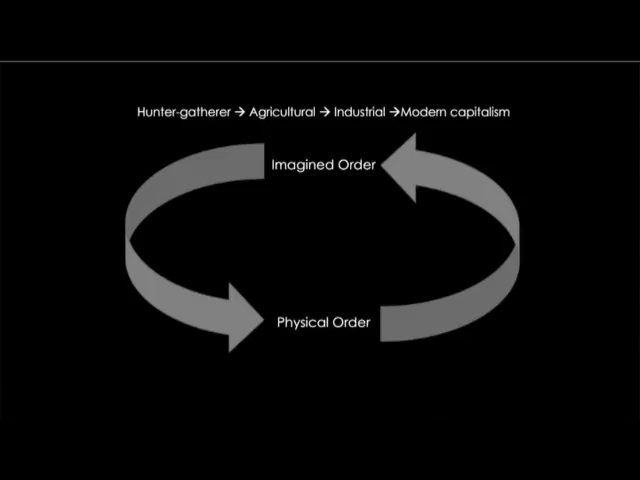 Hunter-gatherer → Agricultural → Industrial →Modern capitalism
Imagined Order
Physical Order